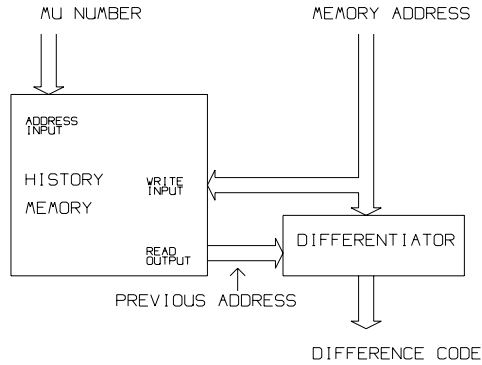 MU NUMBER
MEMORY ADDRESS
ADDRESS
INPUT
HISTORY
MEMORY
WRITE
INPUT
READ
OUTPUT
DIFFERENTIATOR
PREVIOUS ADDRESS
DIFFERENCE CODE